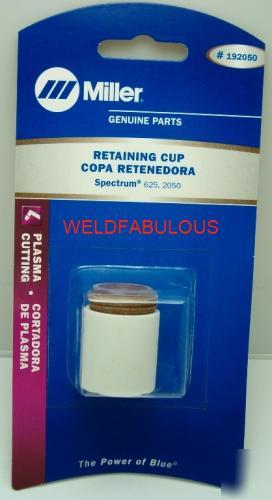 # 192050
Miller®
GENUINE PARTS
RETAINING CUP
COPA RETENEDORA
Spectrum® 625, 2050
WELDFABULOUS
PLASMA
CUTTING •
CORTADORA
DE PLASMA
The Power of Blue®